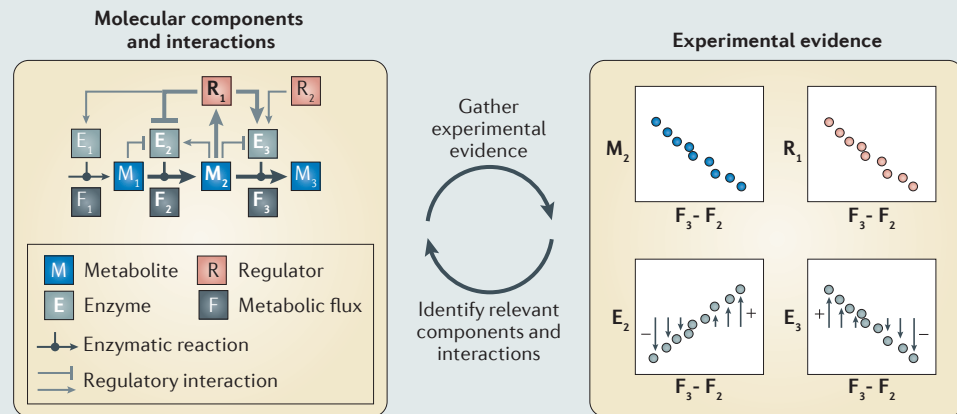 Molecular components
and interactions
R₁
R₂
E₁
E₂
E₃
M₁
M₂
M₃
F₁
F₂
F₃
M Metabolite
R Regulator
E Enzyme
F Metabolic flux
Enzymatic reaction
Regulatory interaction
Gather
experimental
evidence
Identify relevant
components and
interactions
Experimental evidence
M₂
F₃- F₂
R₁
F₃- F₂
E₂
− +
F₃- F₂
E₃
+ −
F₃- F₂